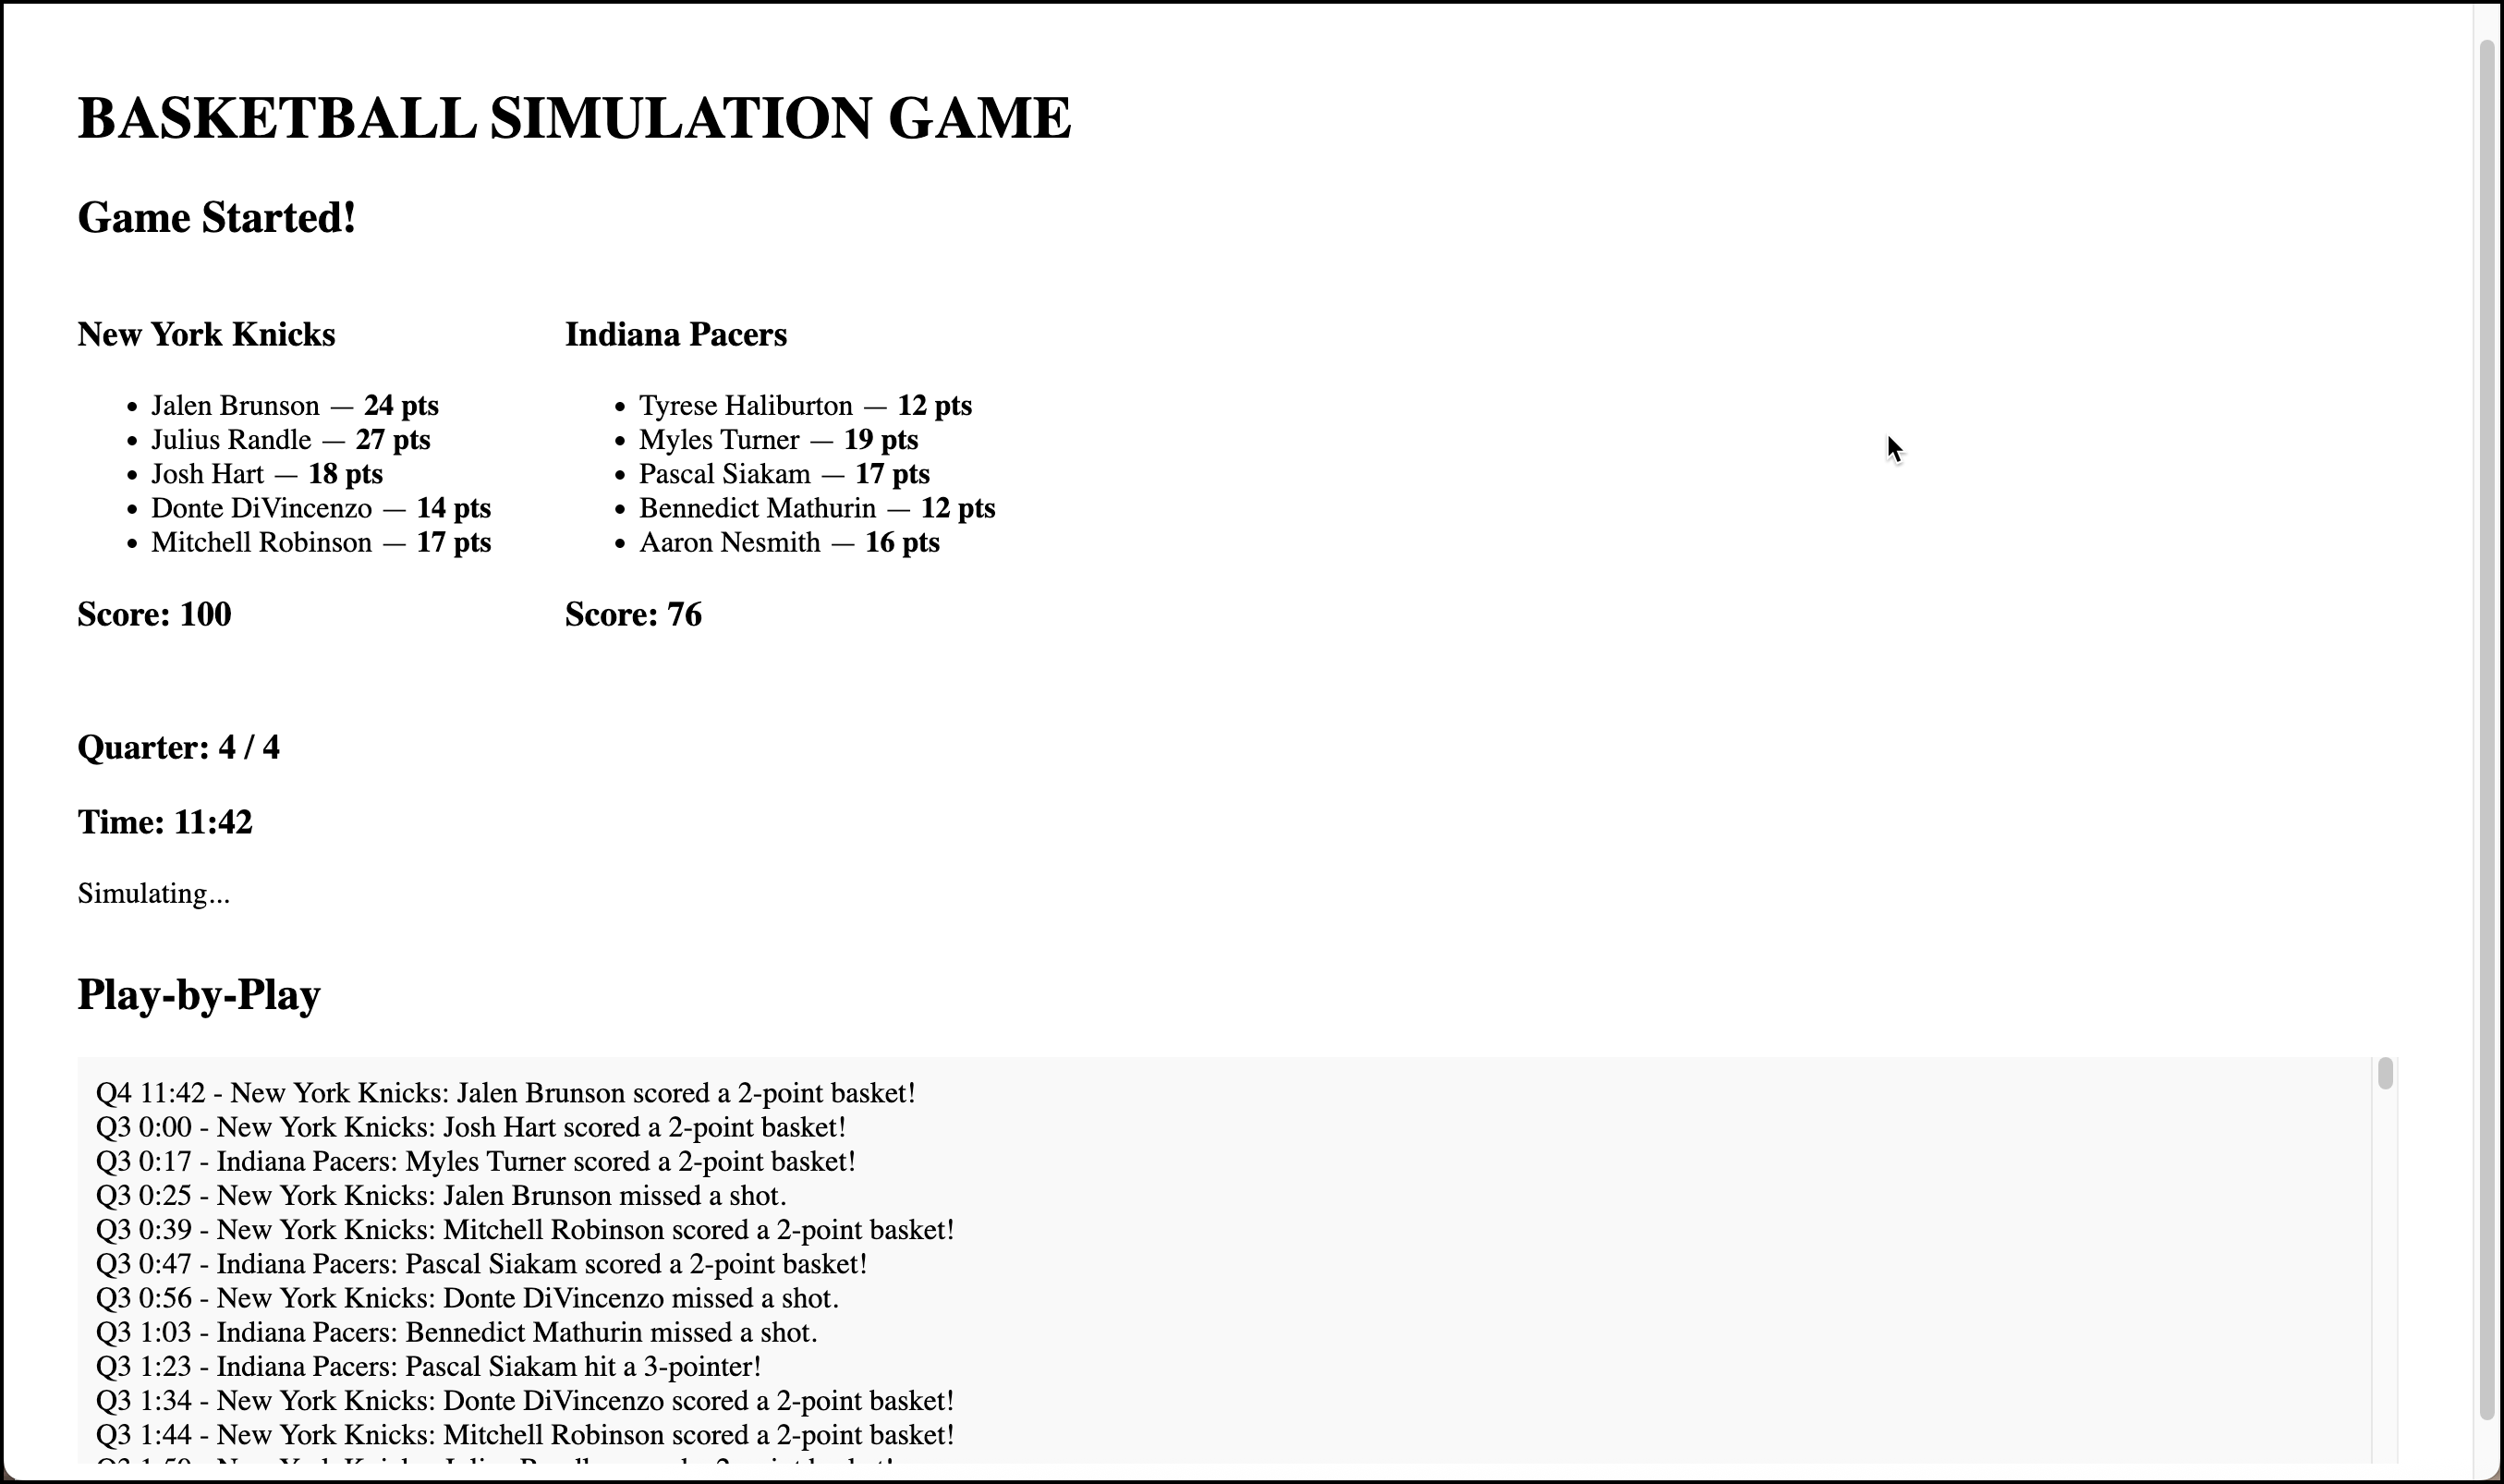 BASKETBALL SIMULATION GAME
Game Started!
New York Knicks
• Jalen Brunson — 24 pts
• Julius Randle — 27 pts
• Josh Hart — 18 pts
• Donte DiVincenzo — 14 pts
• Mitchell Robinson — 17 pts
Score: 100
Indiana Pacers
• Tyrese Haliburton — 12 pts
• Myles Turner — 19 pts
• Pascal Siakam — 17 pts
• Bennedict Mathurin — 12 pts
• Aaron Nesmith — 16 pts
Score: 76
Quarter: 4 / 4
Time: 11:42
Simulating...
Play-by-Play
Q4 11:42 - New York Knicks: Jalen Brunson scored a 2-point basket!
Q3 0:00 - New York Knicks: Josh Hart scored a 2-point basket!
Q3 0:17 - Indiana Pacers: Myles Turner scored a 2-point basket!
Q3 0:25 - New York Knicks: Jalen Brunson missed a shot.
Q3 0:39 - New York Knicks: Mitchell Robinson scored a 2-point basket!
Q3 0:47 - Indiana Pacers: Pascal Siakam scored a 2-point basket!
Q3 0:56 - New York Knicks: Donte DiVincenzo missed a shot.
Q3 1:03 - Indiana Pacers: Bennedict Mathurin missed a shot.
Q3 1:23 - Indiana Pacers: Pascal Siakam hit a 3-pointer!
Q3 1:34 - New York Knicks: Donte DiVincenzo scored a 2-point basket!
Q3 1:44 - New York Knicks: Mitchell Robinson scored a 2-point basket!